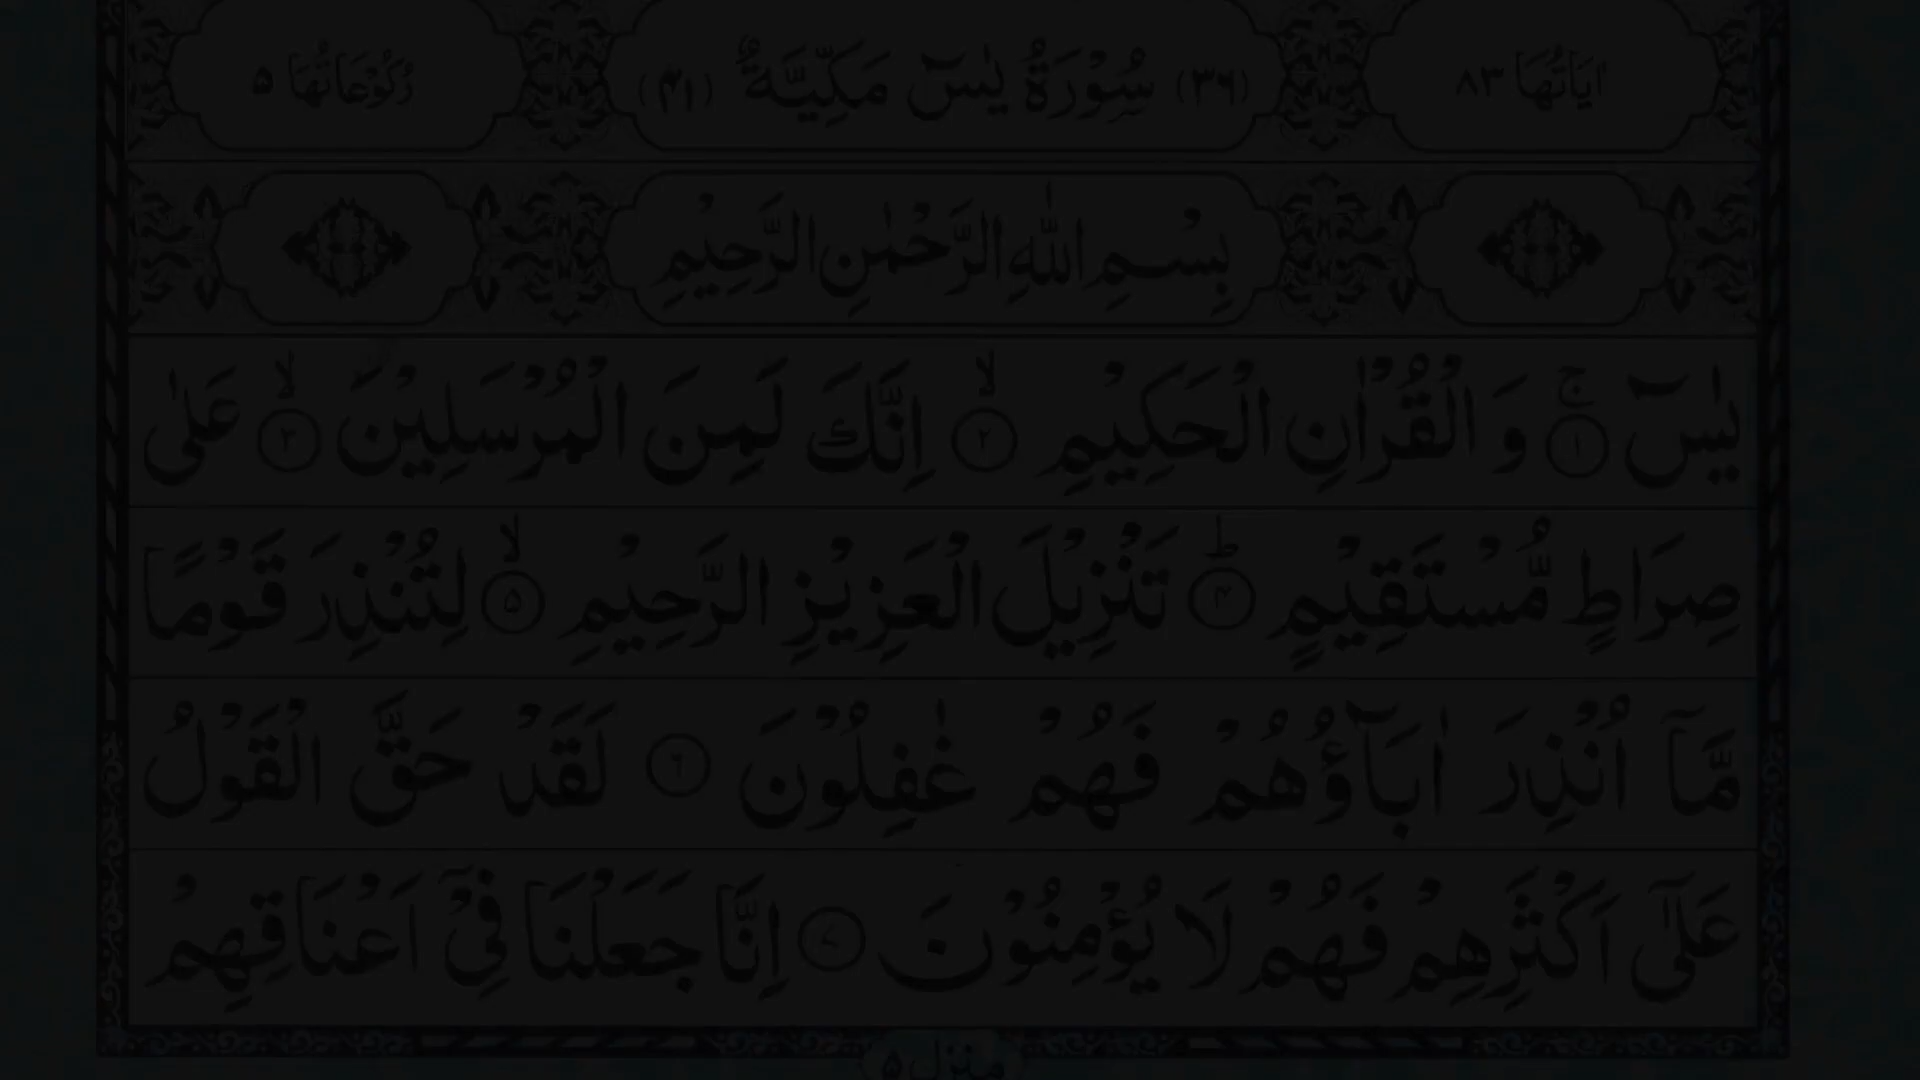 اٰيَاتُهَا ٨٣ (٣٦) سُوْرَةُ يٰسٓ مَكِّيَّةٌ (٤١) رُكُوْعَاتُهَا ٥
بِسْمِ اللّٰهِ الرَّحْمٰنِ الرَّحِيْمِ
يٰسٓ ۚ ﴿١﴾ وَ الْقُرْاٰنِ الْحَكِيْمِ ۙ ﴿٢﴾ اِنَّكَ لَمِنَ الْمُرْسَلِيْنَ ۙ ﴿٣﴾ عَلٰى
صِرَاطٍ مُّسْتَقِيْمٍ ؕ ﴿٤﴾ تَنْزِيْلَ الْعَزِيْزِ الرَّحِيْمِ ۙ ﴿٥﴾ لِتُنْذِرَ قَوْمًا
مَّاۤ اُنْذِرَ اٰبَآؤُهُمْ فَهُمْ غٰفِلُوْنَ ﴿٦﴾ لَقَدْ حَقَّ الْقَوْلُ
عَلٰۤى اَكْثَرِهِمْ فَهُمْ لَا يُؤْمِنُوْنَ ﴿٧﴾ اِنَّا جَعَلْنَا فِيْۤ اَعْنَاقِهِمْ
منزل ٥